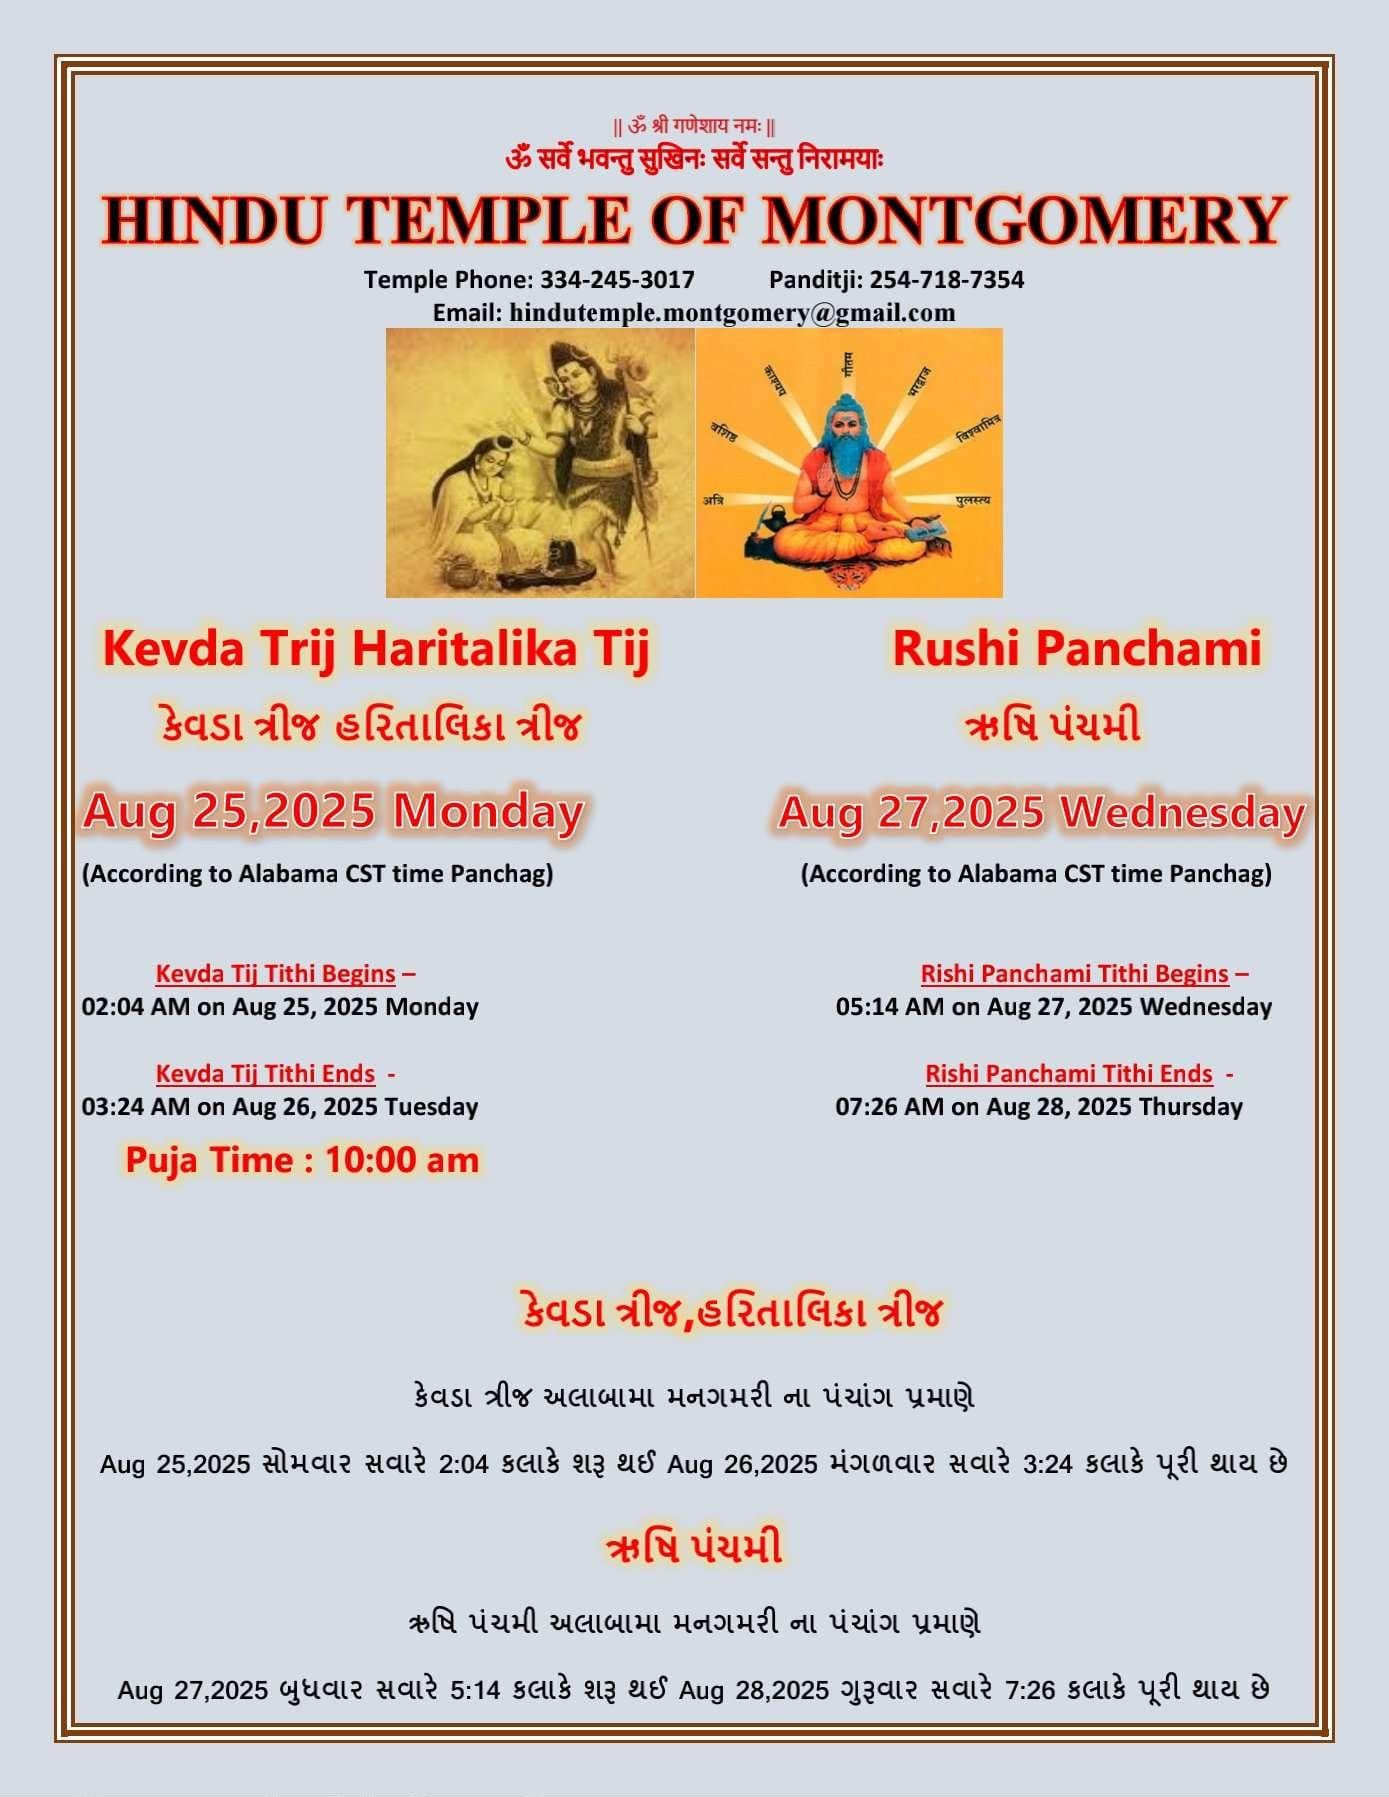 || ॐ श्री गणेशाय नमः ||
ॐ सर्वे भवन्तु सुखिनः सर्वे सन्तु निरामयाः
HINDU TEMPLE OF MONTGOMERY
Temple Phone: 334-245-3017 Panditji: 254-718-7354
Email: hindutemple.montgomery@gmail.com
गौतम
काश्यप भरद्वाज
वशिष्ठ विश्वामित्र
अत्रि पुलस्त्य
Kevda Trij Haritalika Tij Rushi Panchami
કેવડા ત્રીજ હરિતાલિકા ત્રીજ ઋષિ પંચમી
Aug 25,2025 Monday Aug 27,2025 Wednesday
(According to Alabama CST time Panchag) (According to Alabama CST time Panchag)
Kevda Tij Tithi Begins – Rishi Panchami Tithi Begins –
02:04 AM on Aug 25, 2025 Monday 05:14 AM on Aug 27, 2025 Wednesday
Kevda Tij Tithi Ends - Rishi Panchami Tithi Ends -
03:24 AM on Aug 26, 2025 Tuesday 07:26 AM on Aug 28, 2025 Thursday
Puja Time : 10:00 am
કેવડા ત્રીજ,હરિતાલિકા ત્રીજ
કેવડા ત્રીજ અલાબામા મનગમરી ના પંચાંગ પ્રમાણે
Aug 25,2025 સોમવાર સવારે 2:04 કલાકે શરૂ થઈ Aug 26,2025 મંગળવાર સવારે 3:24 કલાકે પૂરી થાય છે
ઋષિ પંચમી
ઋષિ પંચમી અલાબામા મનગમરી ના પંચાંગ પ્રમાણે
Aug 27,2025 બુધવાર સવારે 5:14 કલાકે શરૂ થઈ Aug 28,2025 ગુરૂવાર સવારે 7:26 કલાકે પૂરી થાય છે